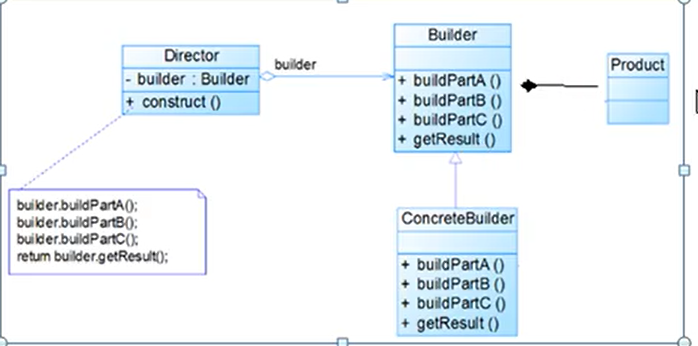 Director
- builder : Builder
+ construct ()
builder
Builder
+ buildPartA ()
+ buildPartB ()
+ buildPartC ()
+ getResult ()
Product
builder.buildPartA();
builder.buildPartB();
builder.buildPartC();
return builder.getResult();
ConcreteBuilder
+ buildPartA ()
+ buildPartB ()
+ buildPartC ()
+ getResult ()